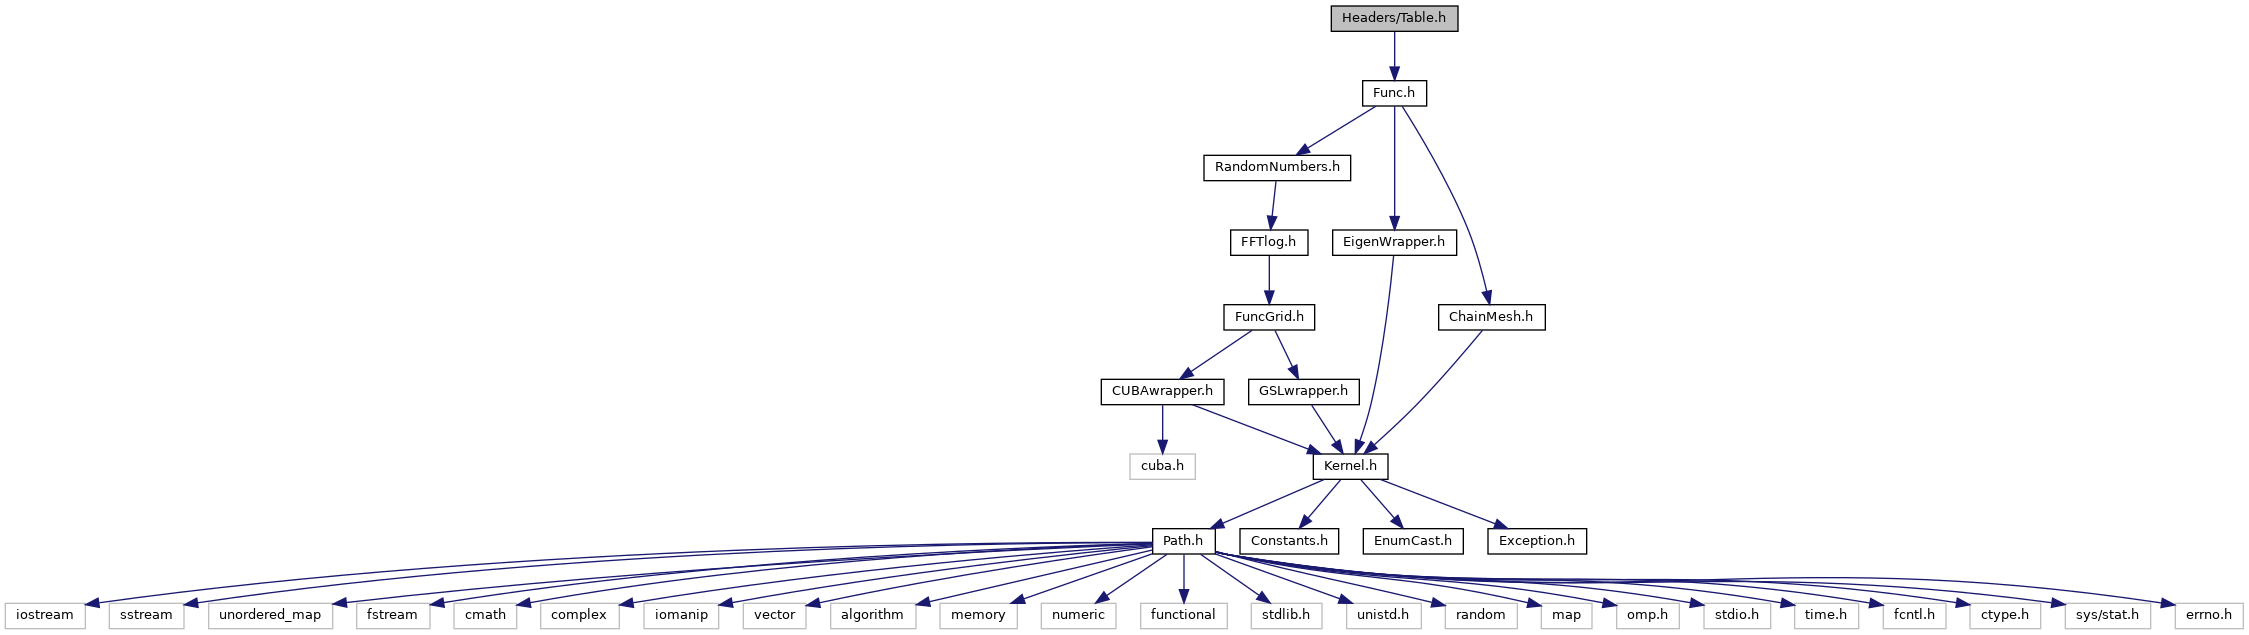 Headers/Table.h
Func.h
RandomNumbers.h
FFTlog.h
EigenWrapper.h
FuncGrid.h
ChainMesh.h
CUBAwrapper.h
GSLwrapper.h
cuba.h
Kernel.h
Path.h
Constants.h
EnumCast.h
Exception.h
iostream
sstream
unordered_map
fstream
cmath
complex
iomanip
vector
algorithm
memory
numeric
functional
stdlib.h
unistd.h
random
map
omp.h
stdio.h
time.h
fcntl.h
ctype.h
sys/stat.h
errno.h